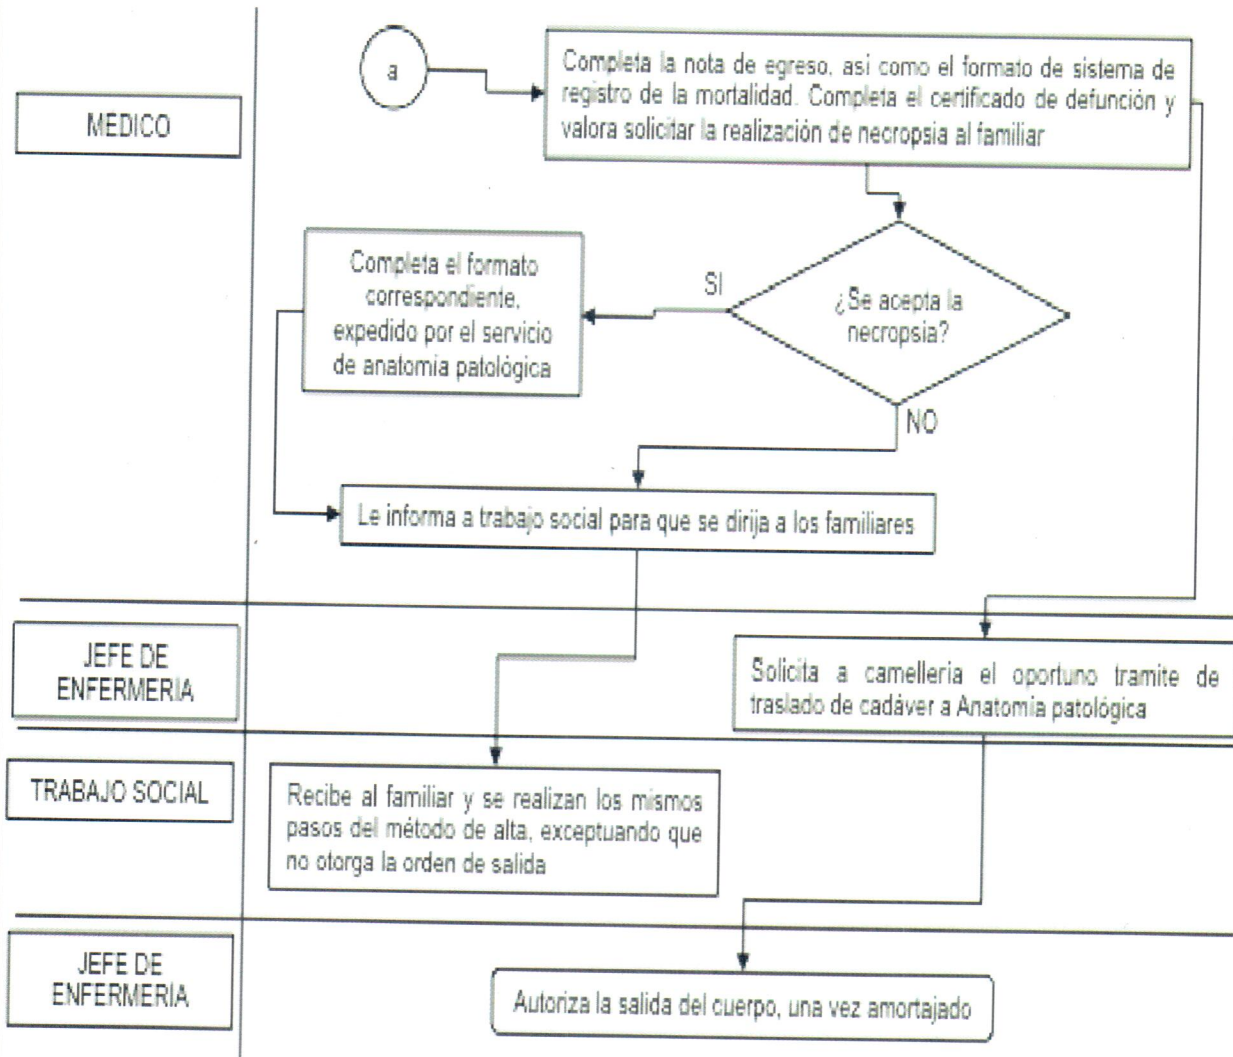 a
Completa la nota de egreso, asi como el formato de sistema de
registro de la mortalidad. Completa el certificado de defunción y
valora solicitar la realización de necropsia al familiar
MEDICO
Completa el formato
correspondiente,
expedido por el servicio
de anatomia patológica
SI
¿Se acepta la
necropsia?
NO
Le informa a trabajo social para que se dirija a los familiares
JEFE DE
ENFERMERIA
Solicita a camelleria el oportuno tramite de
traslado de cadáver a Anatomia patológica
TRABAJO SOCIAL
Recibe al familiar y se realizan los mismos
pasos del método de alta, exceptuando que
no otorga la orden de salida
JEFE DE
ENFERMERIA
Autoriza la salida del cuerpo, una vez amortajado